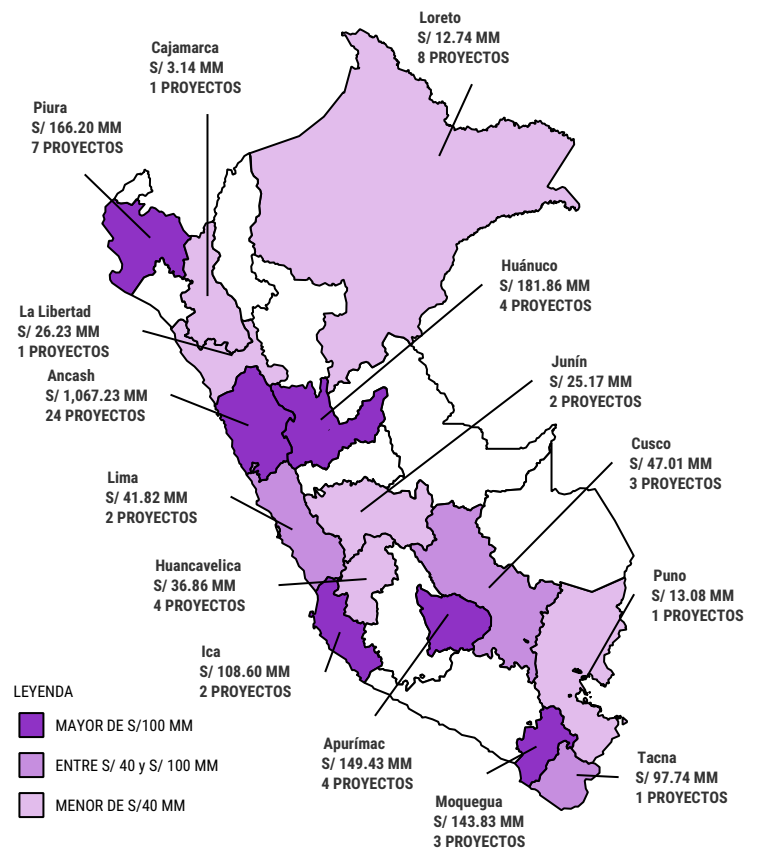 Loreto
S/ 12.74 MM
8 PROYECTOS
Cajamarca
S/ 3.14 MM
1 PROYECTOS
Piura
S/ 166.20 MM
7 PROYECTOS
Huánuco
S/ 181.86 MM
4 PROYECTOS
La Libertad
S/ 26.23 MM
1 PROYECTOS
Ancash
S/ 1,067.23 MM
24 PROYECTOS
Junín
S/ 25.17 MM
2 PROYECTOS
Cusco
S/ 47.01 MM
3 PROYECTOS
Lima
S/ 41.82 MM
2 PROYECTOS
Huancavelica
S/ 36.86 MM
4 PROYECTOS
Puno
S/ 13.08 MM
1 PROYECTOS
Ica
S/ 108.60 MM
2 PROYECTOS
LEYENDA
MAYOR DE S/100 MM
ENTRE S/ 40 y S/ 100 MM
MENOR DE S/40 MM
Apurímac
S/ 149.43 MM
4 PROYECTOS
Tacna
S/ 97.74 MM
1 PROYECTOS
Moquegua
S/ 143.83 MM
3 PROYECTOS